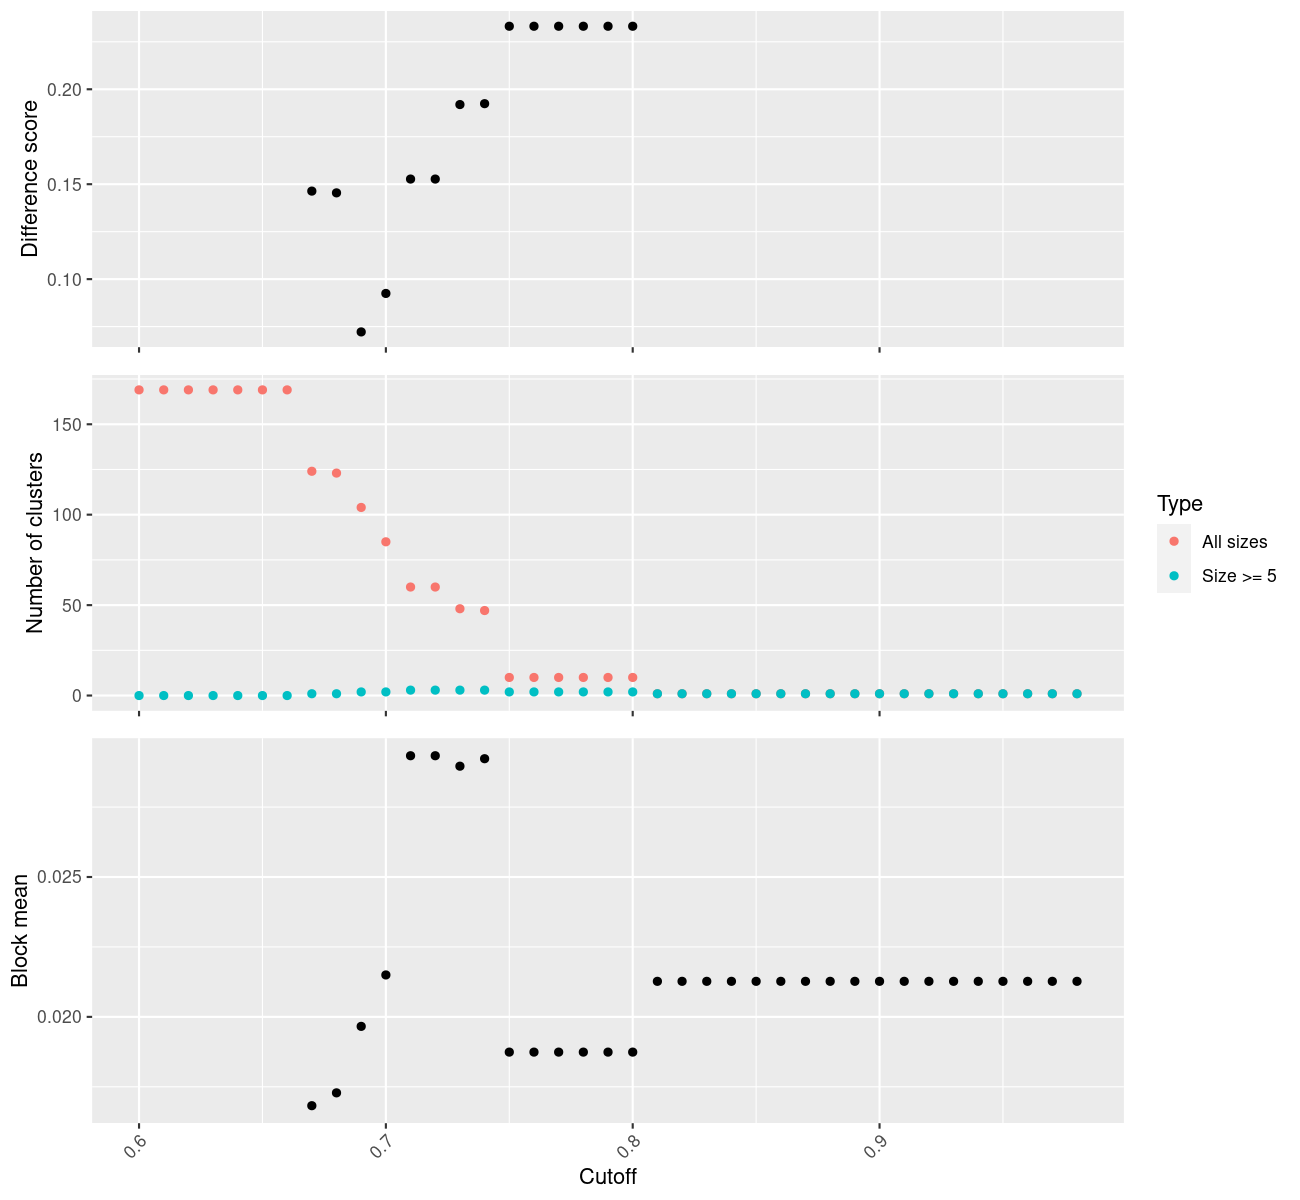 Difference score
0.20
0.15
0.10
Number of clusters
150
100
50
0
Type
All sizes
Size >= 5
Block mean
0.025
0.020
0.6
0.7
0.8
0.9
Cutoff